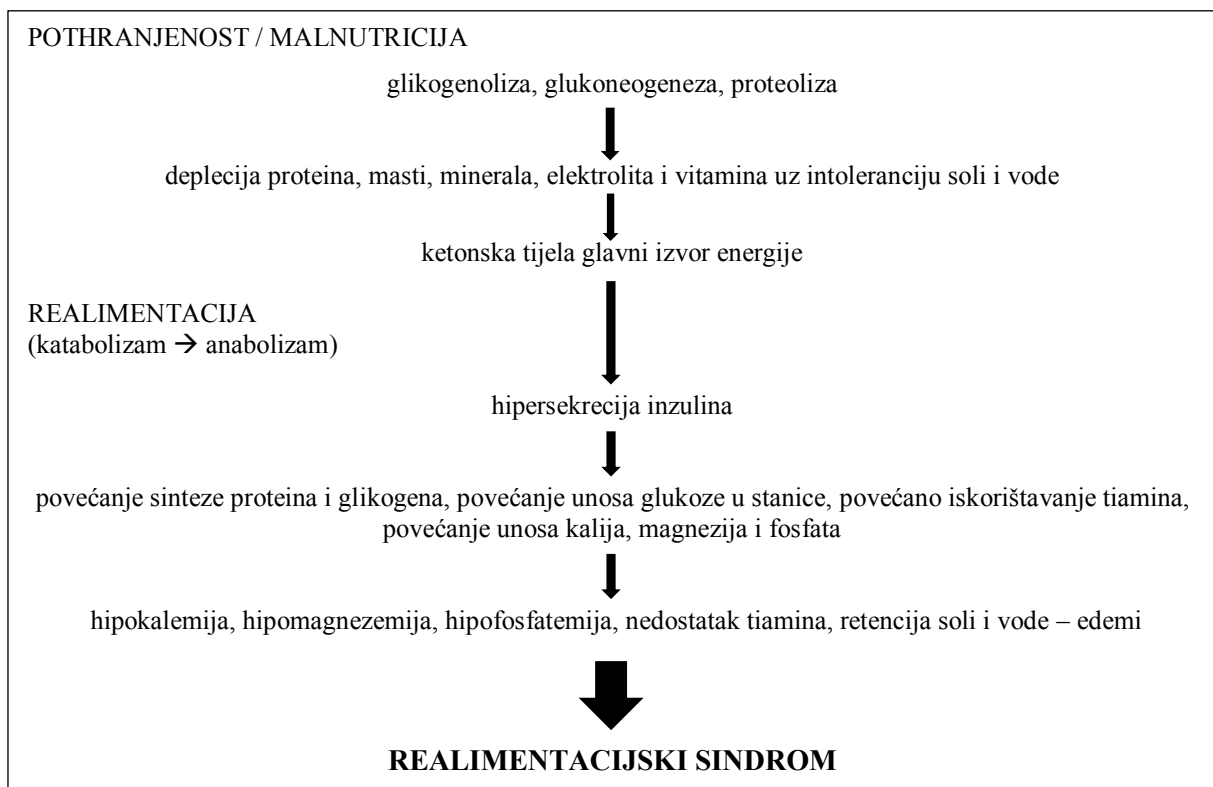 POTHRANJENOST / MALNUTRICIJA
glikogenoliza, glukoneogeneza, proteoliza
deplecija proteina, masti, minerala, elektrolita i vitamina uz intoleranciju soli i vode
ketonska tijela glavni izvor energije
REALIMENTACIJA
(katabolizam → anabolizam)
hipersekrecija inzulina
povećanje sinteze proteina i glikogena, povećanje unosa glukoze u stanice, povećano iskorištavanje tiamina,
povećanje unosa kalija, magnezija i fosfata
hipokalemija, hipomagnezemija, hipofosfatemija, nedostatak tiamina, retencija soli i vode – edemi
REALIMENTACIJSKI SINDROM